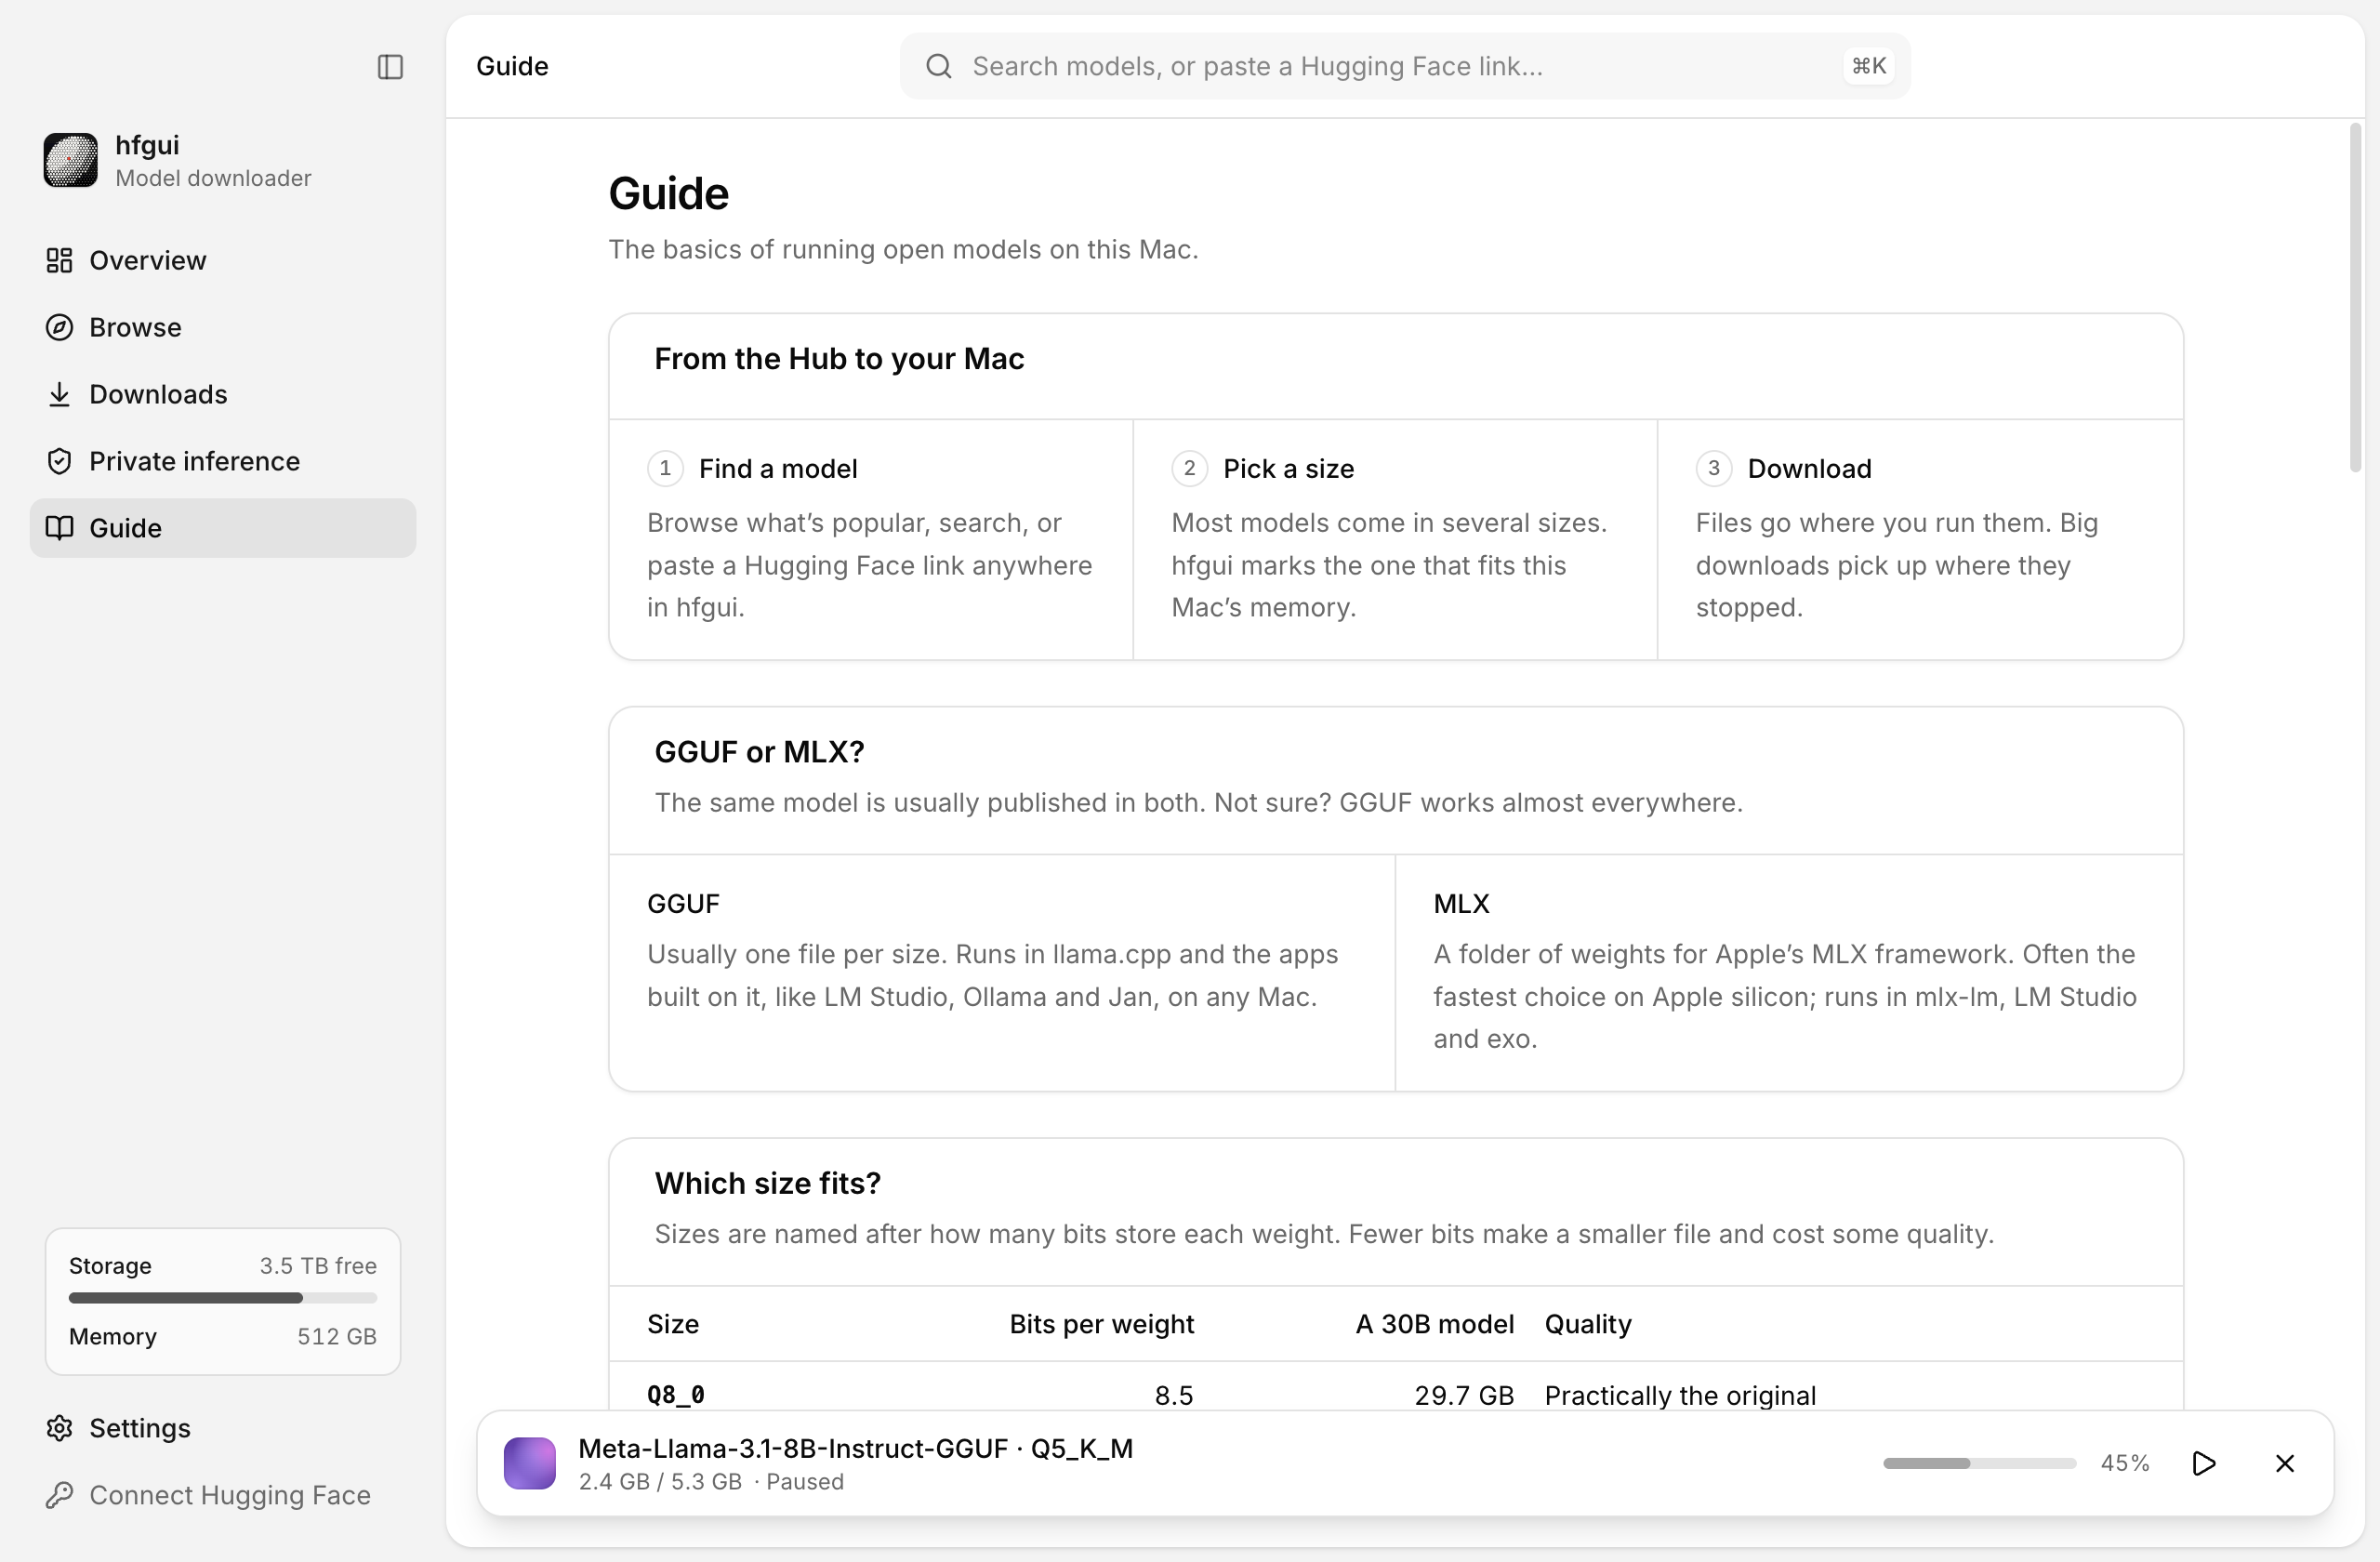 hfgui
Model downloader
Overview
Browse
Downloads
Private inference
Guide
Storage 3.5 TB free
Memory 512 GB
Settings
Connect Hugging Face
Guide
Search models, or paste a Hugging Face link...
⌘K
Guide
The basics of running open models on this Mac.
From the Hub to your Mac
1 Find a model
Browse what’s popular, search, or
paste a Hugging Face link anywhere
in hfgui.
2 Pick a size
Most models come in several sizes.
hfgui marks the one that fits this
Mac’s memory.
3 Download
Files go where you run them. Big
downloads pick up where they
stopped.
GGUF or MLX?
The same model is usually published in both. Not sure? GGUF works almost everywhere.
GGUF
Usually one file per size. Runs in llama.cpp and the apps
built on it, like LM Studio, Ollama and Jan, on any Mac.
MLX
A folder of weights for Apple’s MLX framework. Often the
fastest choice on Apple silicon; runs in mlx-lm, LM Studio
and exo.
Which size fits?
Sizes are named after how many bits store each weight. Fewer bits make a smaller file and cost some quality.
Size Bits per weight A 30B model Quality
Q8_0 8.5 29.7 GB Practically the original
Meta-Llama-3.1-8B-Instruct-GGUF · Q5_K_M
2.4 GB / 5.3 GB · Paused
45%